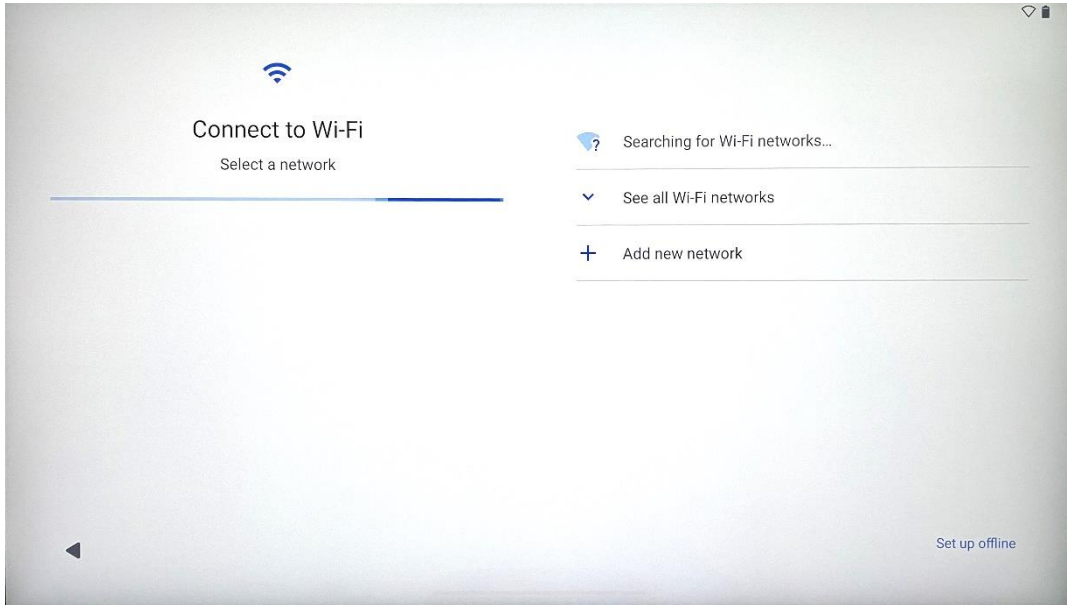 Connect to Wi-Fi
Select a network
?
Searching for Wi-Fi networks...
See all Wi-Fi networks
Add new network
Set up offline